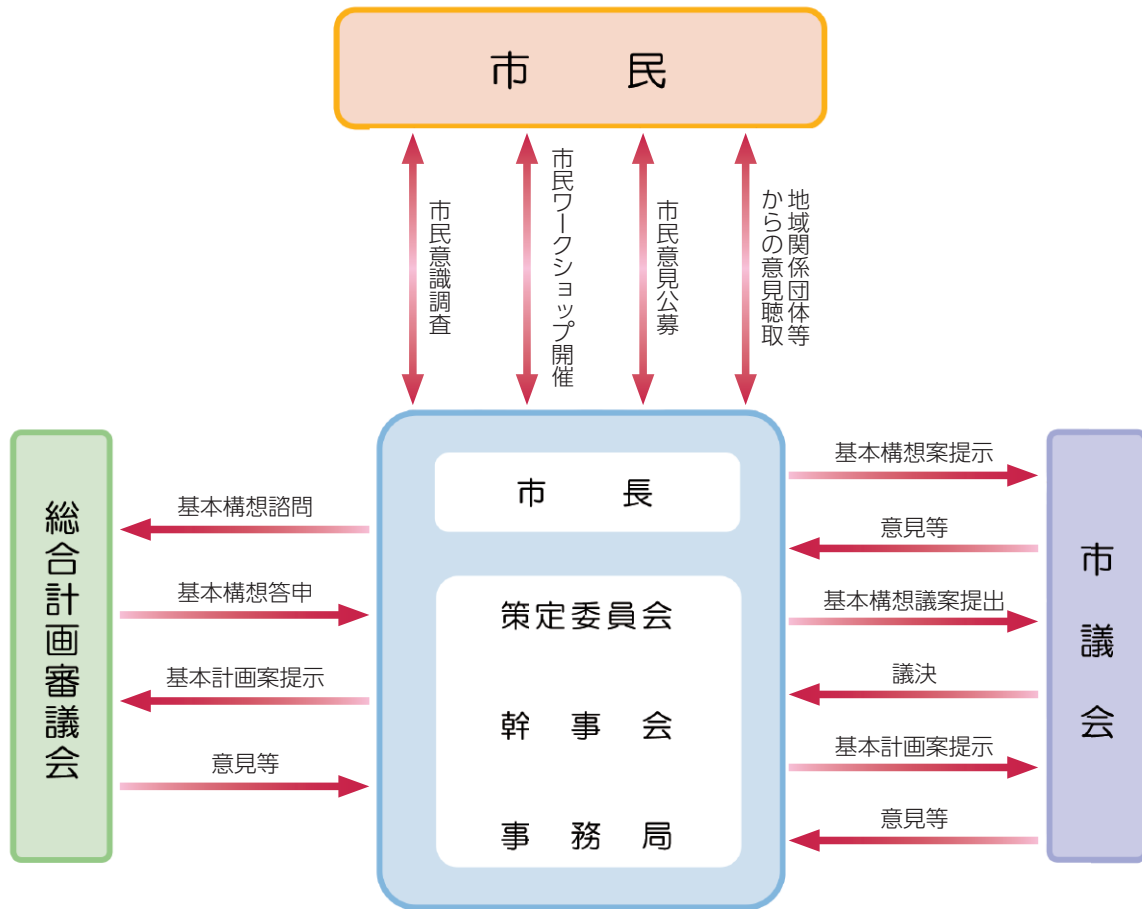 市民
市民意識調査
市民ワークショップ開催
市民意見公募
地域関係団体等
からの意見聴取
総合計画審議会
基本構想諮問
基本構想答申
基本計画案提示
意見等
市長
策定委員会
幹事会
事務局
基本構想案提示
意見等
基本構想議案提出
議決
基本計画案提示
意見等
市議会